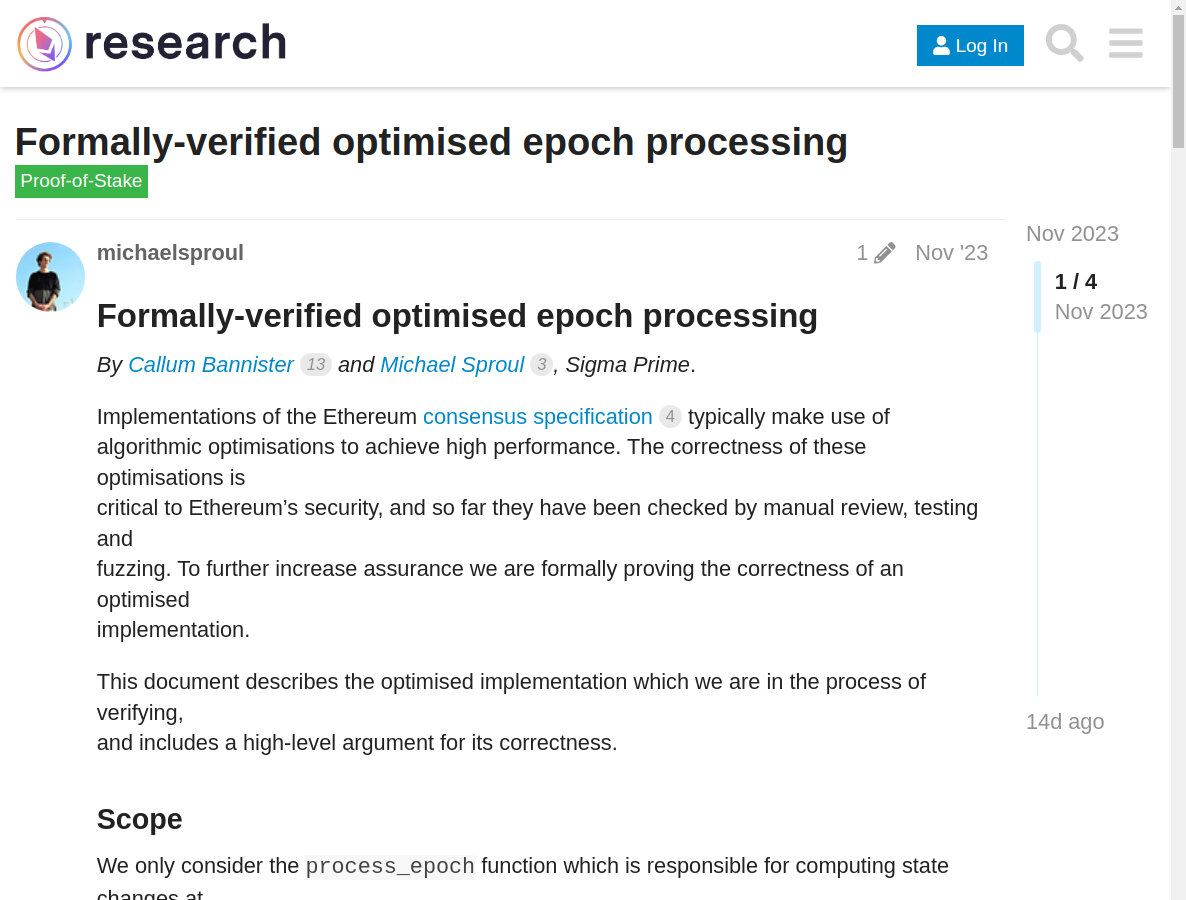 research
Log In
Formally-verified optimised epoch processing
Proof-of-Stake
michaelsproul
1
Nov '23
Nov 2023
1 / 4
Nov 2023
14d ago
Formally-verified optimised epoch processing
By Callum Bannister 13 and Michael Sproul 3, Sigma Prime.
Implementations of the Ethereum consensus specification 4 typically make use of
algorithmic optimisations to achieve high performance. The correctness of these
optimisations is
critical to Ethereum’s security, and so far they have been checked by manual review, testing
and
fuzzing. To further increase assurance we are formally proving the correctness of an
optimised
implementation.
This document describes the optimised implementation which we are in the process of
verifying,
and includes a high-level argument for its correctness.
Scope
We only consider the process_epoch function which is responsible for computing state
changes at